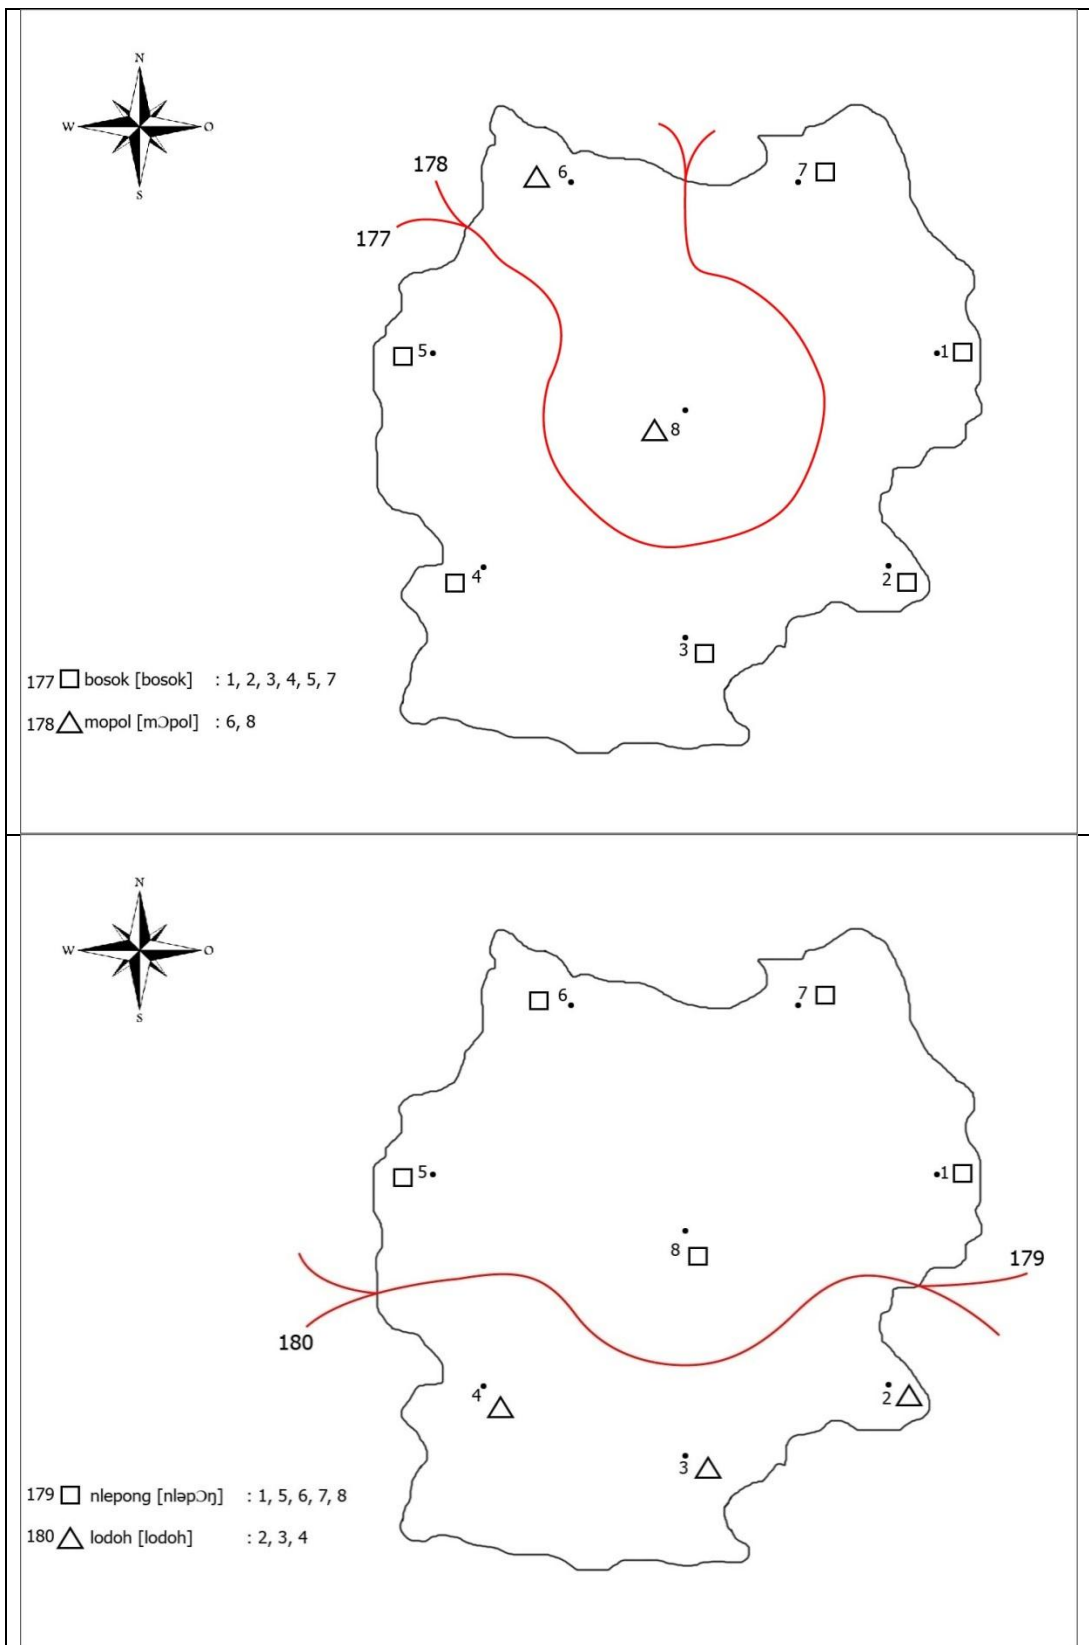 N
W O
S
178
177
6
7
5
1
8
4
2
3
177 bosok [bosok] : 1, 2, 3, 4, 5, 7
178 mopol [mɔpol] : 6, 8
N
W O
S
6
7
5
1
8
179
180
4
2
3
179 nlepong [nləpɔŋ] : 1, 5, 6, 7, 8
180 lodoh [lodoh] : 2, 3, 4